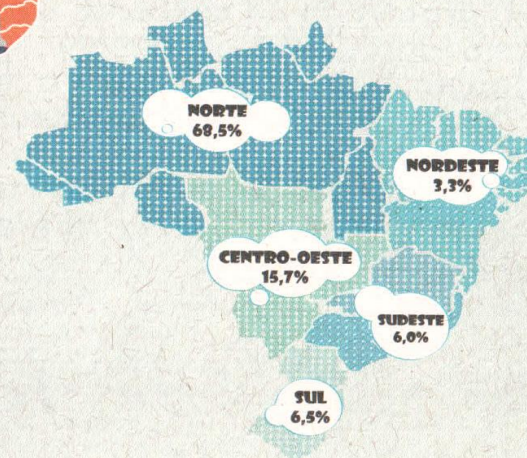 NORTE
68,5%
NORDESTE
3,3%
CENTRO-OESTE
15,7%
SUDESTE
6,0%
SUL
6,5%